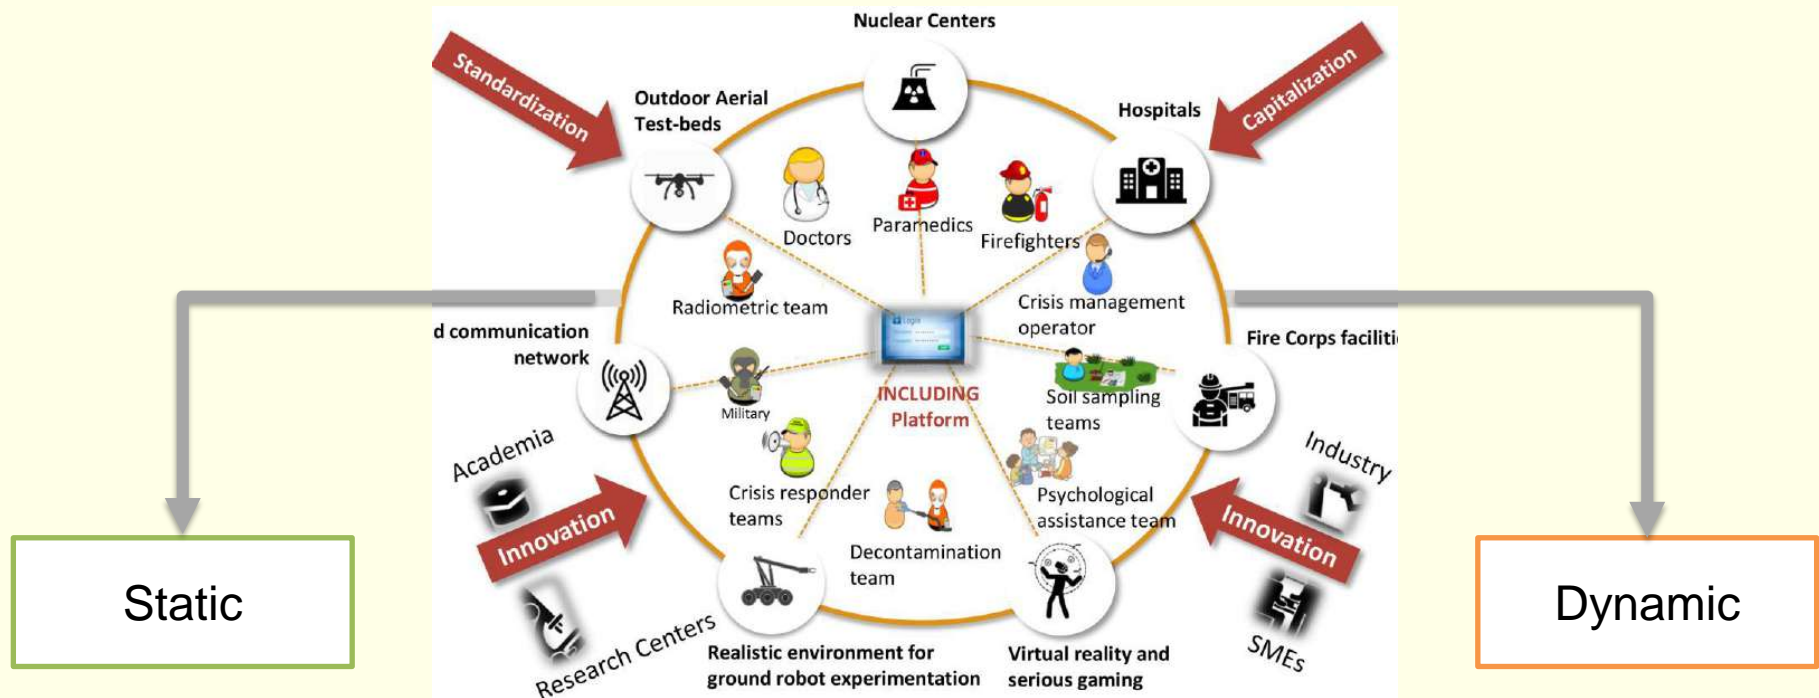 Nuclear Centers
Standardization
Capitalization
Outdoor Aerial
Test-beds
Hospitals
Doctors
Paramedics
Firefighters
Radiometric team
Crisis management
operator
Login
d communication
network
Fire Corps faciliti
Military
INCLUDING
Platform
Soil sampling
teams
Academia
Industry
Crisis responder
teams
Psychological
assistance team
Innovation
Innovation
Decontamination
team
Static
Dynamic
Research Centers
SMEs
Realistic environment for
ground robot experimentation
Virtual reality and
serious gaming